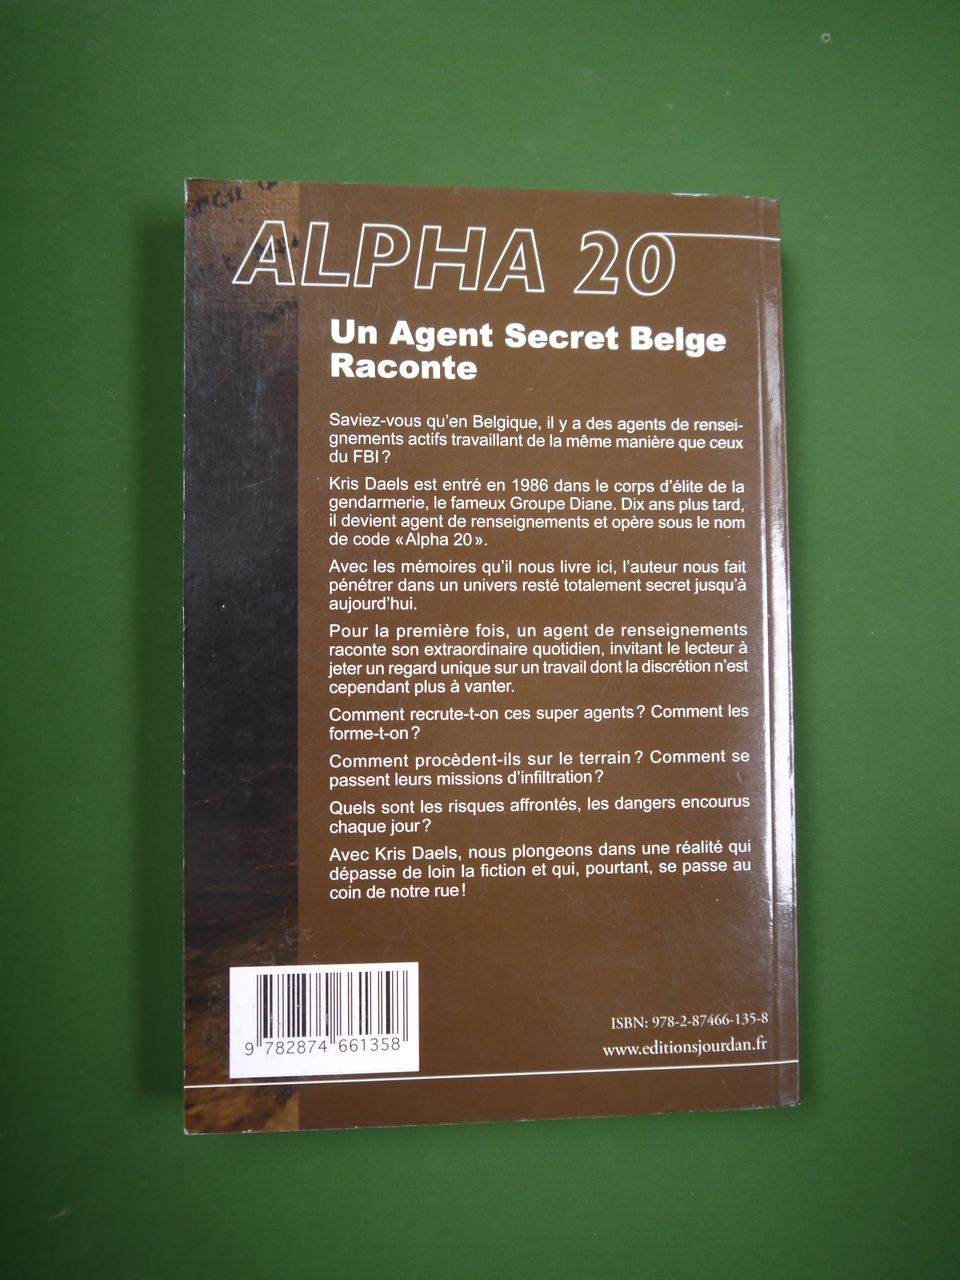 ALPHA 20
Un Agent Secret Belge
Raconte
Saviez-vous qu'en Belgique, il y a des agents de rensei-
gnements actifs travaillant de la même manière que ceux
du FBI ?
Kris Daels est entré en 1986 dans le corps d'élite de la
gendarmerie, le fameux Groupe Diane. Dix ans plus tard,
il devient agent de renseignements et opère sous le nom
de code « Alpha 20 ».
Avec les mémoires qu'il nous livre ici, l'auteur nous fait
pénétrer dans un univers resté totalement secret jusqu'à
aujourd'hui.
Pour la première fois, un agent de renseignements
raconte son extraordinaire quotidien, invitant le lecteur à
jeter un regard unique sur un travail dont la discrétion n'est
cependant plus à vanter.
Comment recrute-t-on ces super agents ? Comment les
forme-t-on ?
Comment procèdent-ils sur le terrain ? Comment se
passent leurs missions d'infiltration ?
Quels sont les risques affrontés, les dangers encourus
chaque jour ?
Avec Kris Daels, nous plongeons dans une réalité qui
dépasse de loin la fiction et qui, pourtant, se passe au
coin de notre rue !
ISBN: 978-2-87466-135-8
www.editionsjourdan.fr
9 782874 661358